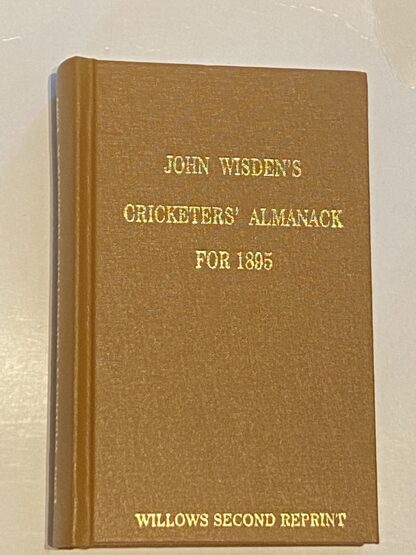 JOHN WISDEN'S
CRICKETERS' ALMANACK
FOR 1895
WILLOWS SECOND REPRINT